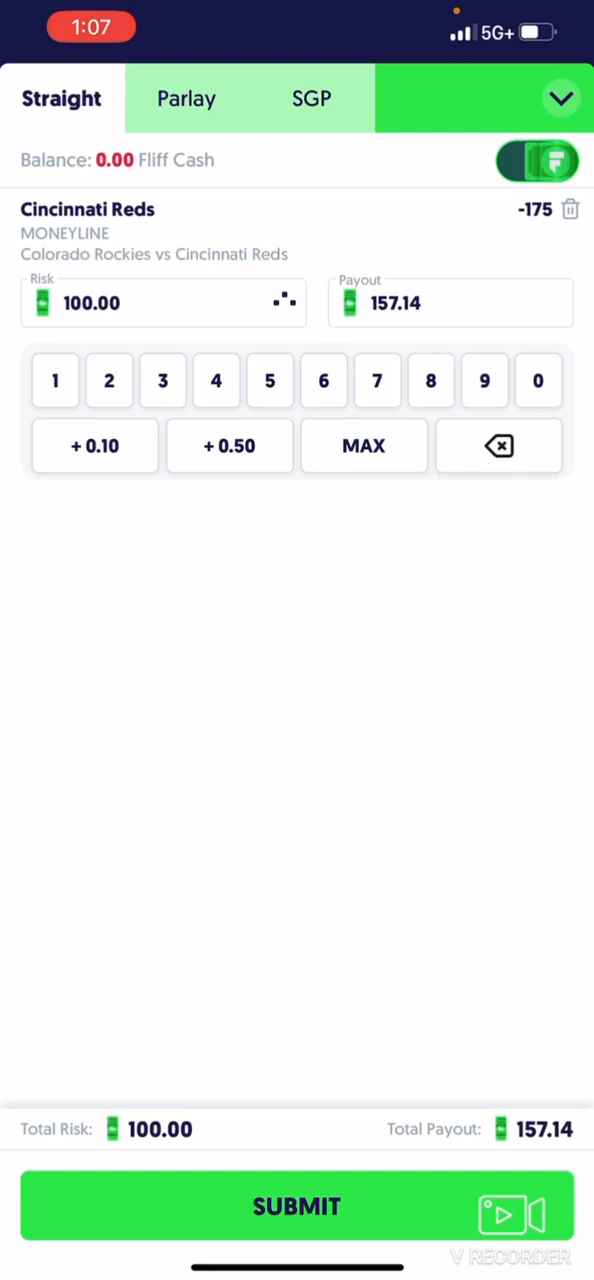 1:07
5G+
Straight
Parlay
SGP
Balance: 0.00 Fliff Cash
Cincinnati Reds
-175
MONEYLINE
Colorado Rockies vs Cincinnati Reds
Risk
100.00
Payout
157.14
1 2 3 4 5 6 7 8 9 0
+ 0.10 + 0.50 MAX
Total Risk: 100.00
Total Payout: 157.14
SUBMIT
V RECORDER